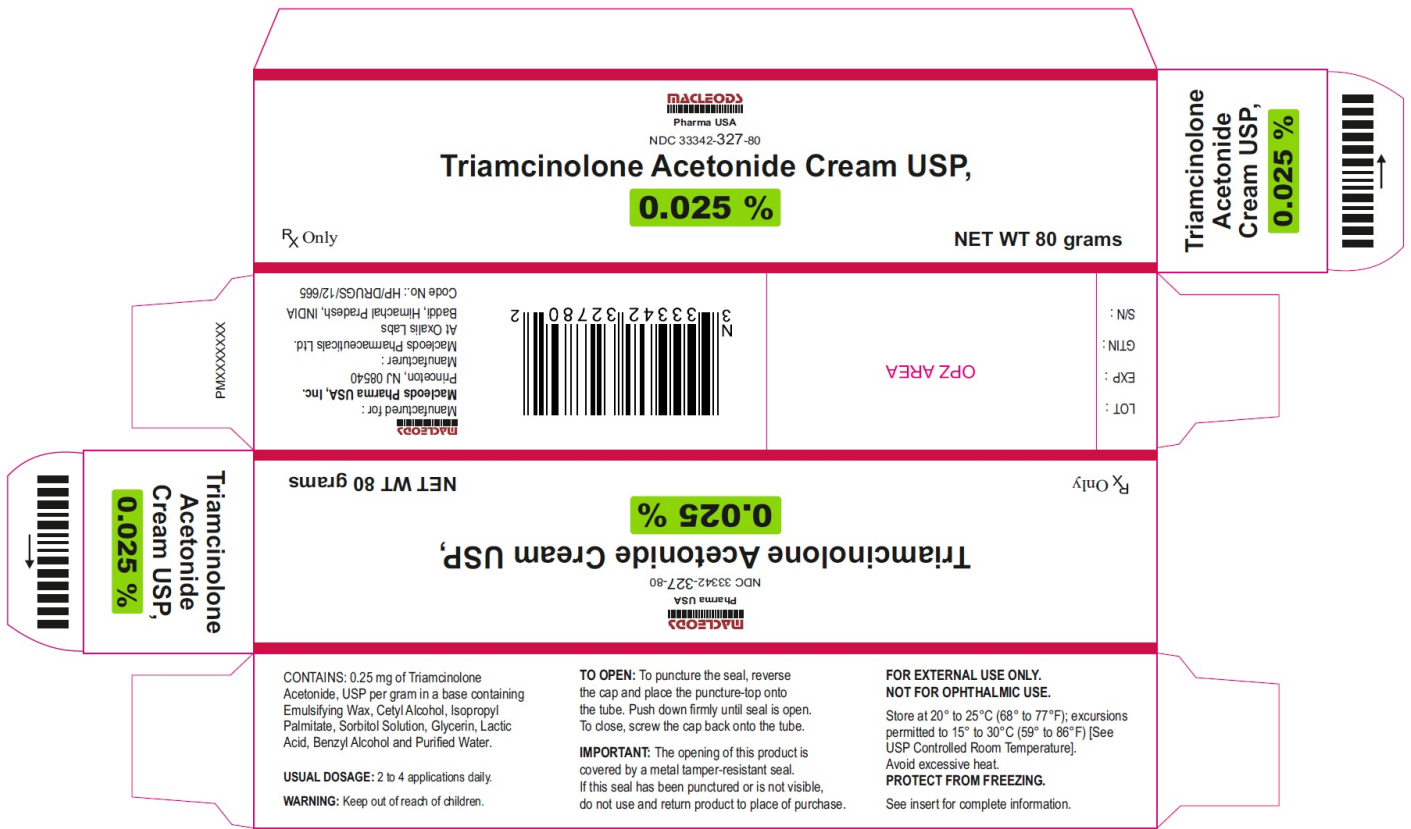 MACLEODS
Pharma USA
NDC 33342-327-80
Triamcinolone Acetonide Cream USP,
0.025 %
Rx Only
NET WT 80 grams
Triamcinolone
Acetonide
Cream USP,
0.025 %
MACLEODS
Manufactured for :
Macleods Pharma USA, Inc.
Princeton, NJ 08540
Manufacturer :
Macleods Pharmaceuticals Ltd.
At Oxalis Labs
Baddi, Himachal Pradesh, INDIA
Code No.: HP/DRUGS/12/665
N
3 33342 32780 2
OPZ AREA
LOT :
EXP :
GTIN :
S/N :
PMXXXXXXX
MACLEODS
Pharma USA
NDC 33342-327-80
Triamcinolone Acetonide Cream USP,
0.025 %
Rx Only
NET WT 80 grams
Triamcinolone
Acetonide
Cream USP,
0.025 %
CONTAINS: 0.25 mg of Triamcinolone
Acetonide, USP per gram in a base containing
Emulsifying Wax, Cetyl Alcohol, Isopropyl
Palmitate, Sorbitol Solution, Glycerin, Lactic
Acid, Benzyl Alcohol and Purified Water.
USUAL DOSAGE: 2 to 4 applications daily.
WARNING: Keep out of reach of children.
TO OPEN: To puncture the seal, reverse
the cap and place the puncture-top onto
the tube. Push down firmly until seal is open.
To close, screw the cap back onto the tube.
IMPORTANT: The opening of this product is
covered by a metal tamper-resistant seal.
If this seal has been punctured or is not visible,
do not use and return product to place of purchase.
FOR EXTERNAL USE ONLY.
NOT FOR OPHTHALMIC USE.
Store at 20° to 25°C (68° to 77°F); excursions
permitted to 15° to 30°C (59° to 86°F) [See
USP Controlled Room Temperature].
Avoid excessive heat.
PROTECT FROM FREEZING.
See insert for complete information.